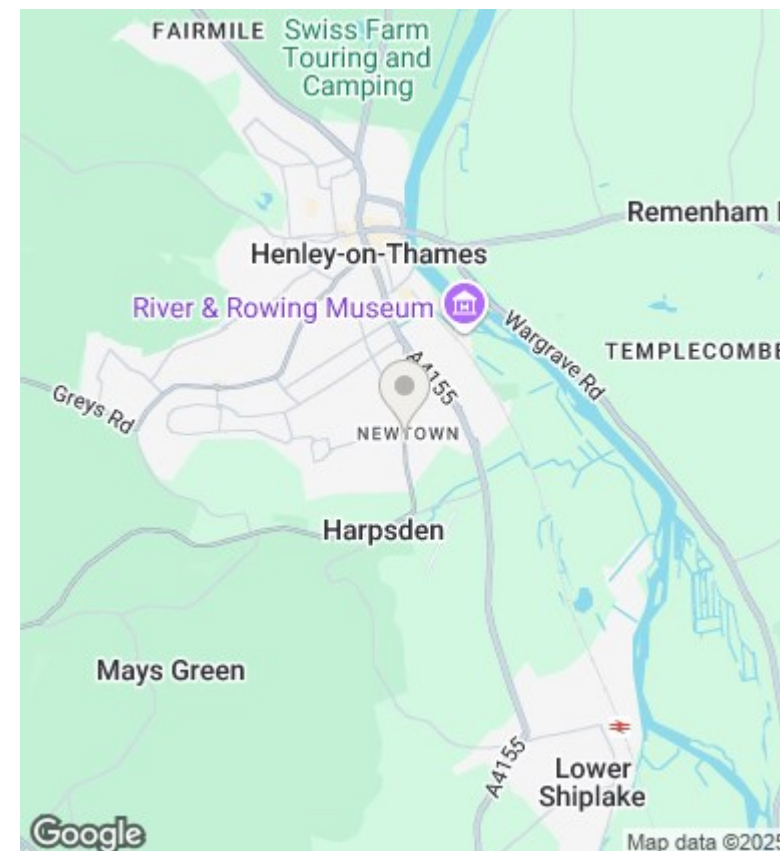 FAIRMILE
Swiss Farm
Touring and
Camping
Remenham
Henley-on-Thames
River & Rowing Museum
Wargrave Rd
TEMPLECOMBE
A4155
Greys Rd
NEWTOWN
Harpsden
Mays Green
A4155
Lower
Shiplake
Google
Map data ©2025